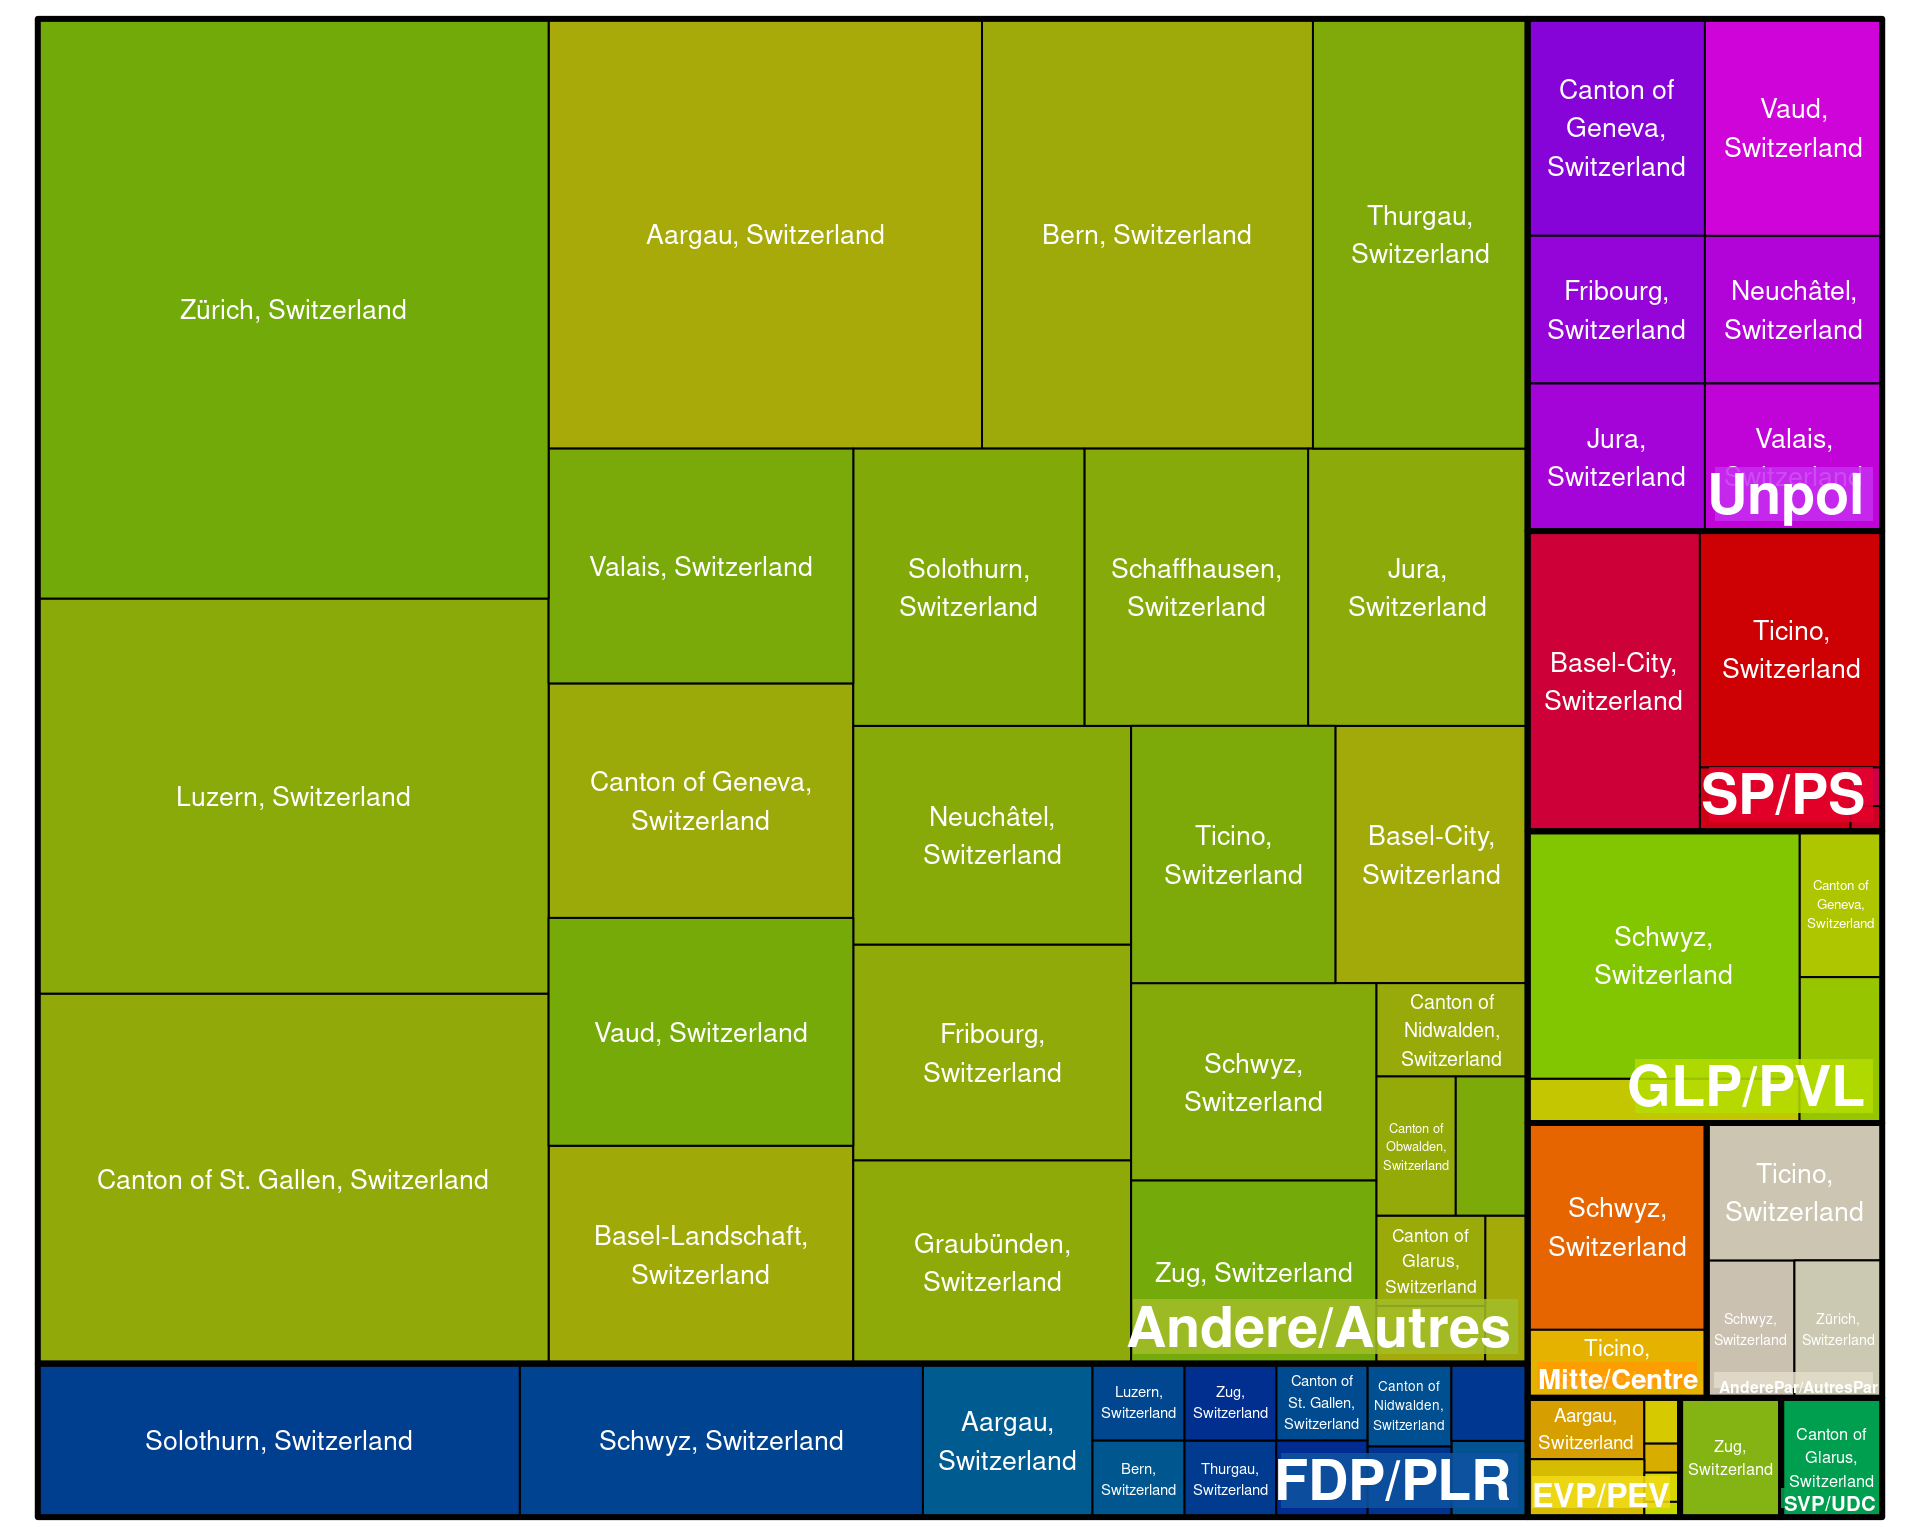 Zürich, Switzerland
Luzern, Switzerland
Canton of St. Gallen, Switzerland
Aargau, Switzerland
Bern, Switzerland
Thurgau,
Switzerland
Valais, Switzerland
Canton of Geneva,
Switzerland
Vaud, Switzerland
Basel-Landschaft,
Switzerland
Solothurn,
Switzerland
Schaffhausen,
Switzerland
Jura,
Switzerland
Neuchâtel,
Switzerland
Fribourg,
Switzerland
Graubünden,
Switzerland
Ticino,
Switzerland
Basel-City,
Switzerland
Schwyz,
Switzerland
Zug, Switzerland
Canton of
Nidwalden,
Switzerland
Canton of
Obwalden,
Switzerland
Canton of
Glarus,
Switzerland
Andere/Autres
Solothurn, Switzerland
Schwyz, Switzerland
Aargau,
Switzerland
Luzern,
Switzerland
Bern,
Switzerland
Zug,
Switzerland
Thurgau,
Switzerland
Canton of
St. Gallen,
Switzerland
Canton of
Nidwalden,
Switzerland
FDP/PLR
Canton of
Geneva,
Switzerland
Vaud,
Switzerland
Fribourg,
Switzerland
Neuchâtel,
Switzerland
Jura,
Switzerland
Valais,
Switzerland
Unpol
Basel-City,
Switzerland
Ticino,
Switzerland
SP/PS
Schwyz,
Switzerland
Canton of
Geneva,
Switzerland
GLP/PVL
Schwyz,
Switzerland
Ticino,
Mitte/Centre
Ticino,
Switzerland
Schwyz,
Switzerland
Zürich,
Switzerland
AnderePar/AutresPar
Aargau,
Switzerland
EVP/PEV
Zug,
Switzerland
Canton of
Glarus,
Switzerland
SVP/UDC